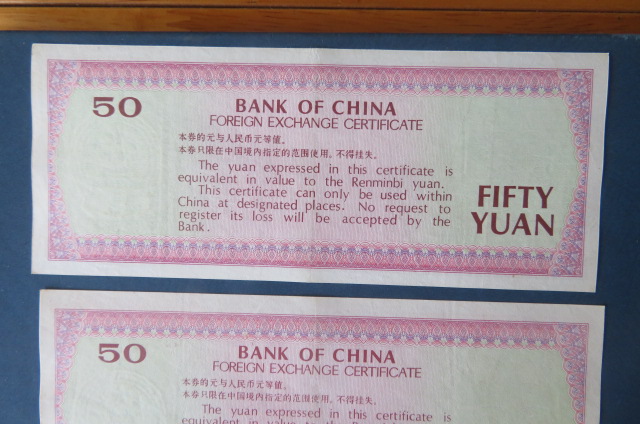 50
BANK OF CHINA
FOREIGN EXCHANGE CERTIFICATE
本券的元与人民币元等值。
本券只限在中国境内指定的范围使用。不得挂失。
The yuan expressed in this certificate is
equivalent in value to the Renminbi yuan.
This certificate can only be used within
China at designated places. No request to
register its loss will be accepted by the
Bank.
FIFTY
YUAN
50
BANK OF CHINA
FOREIGN EXCHANGE CERTIFICATE
本券的元与人民币元等值。
本券只限在中国境内指定的范围使用。不得挂失。
The yuan expressed in this certificate is
equivalent in value to the